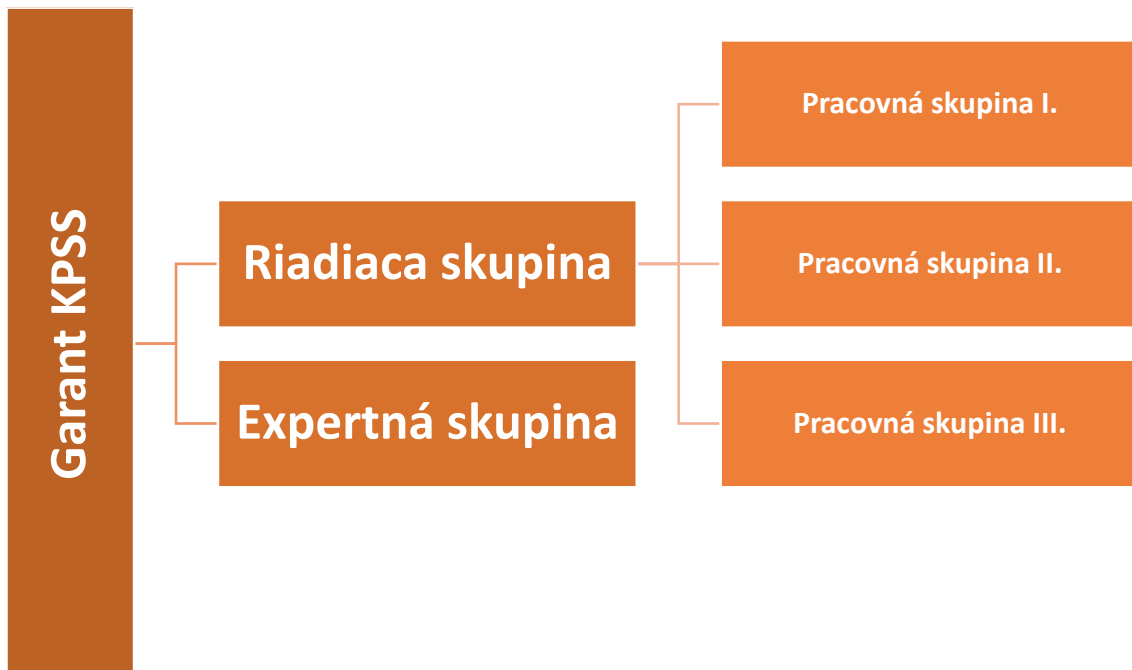 Garant KPSS
Riadiaca skupina
Expertná skupina
Pracovná skupina I.
Pracovná skupina II.
Pracovná skupina III.